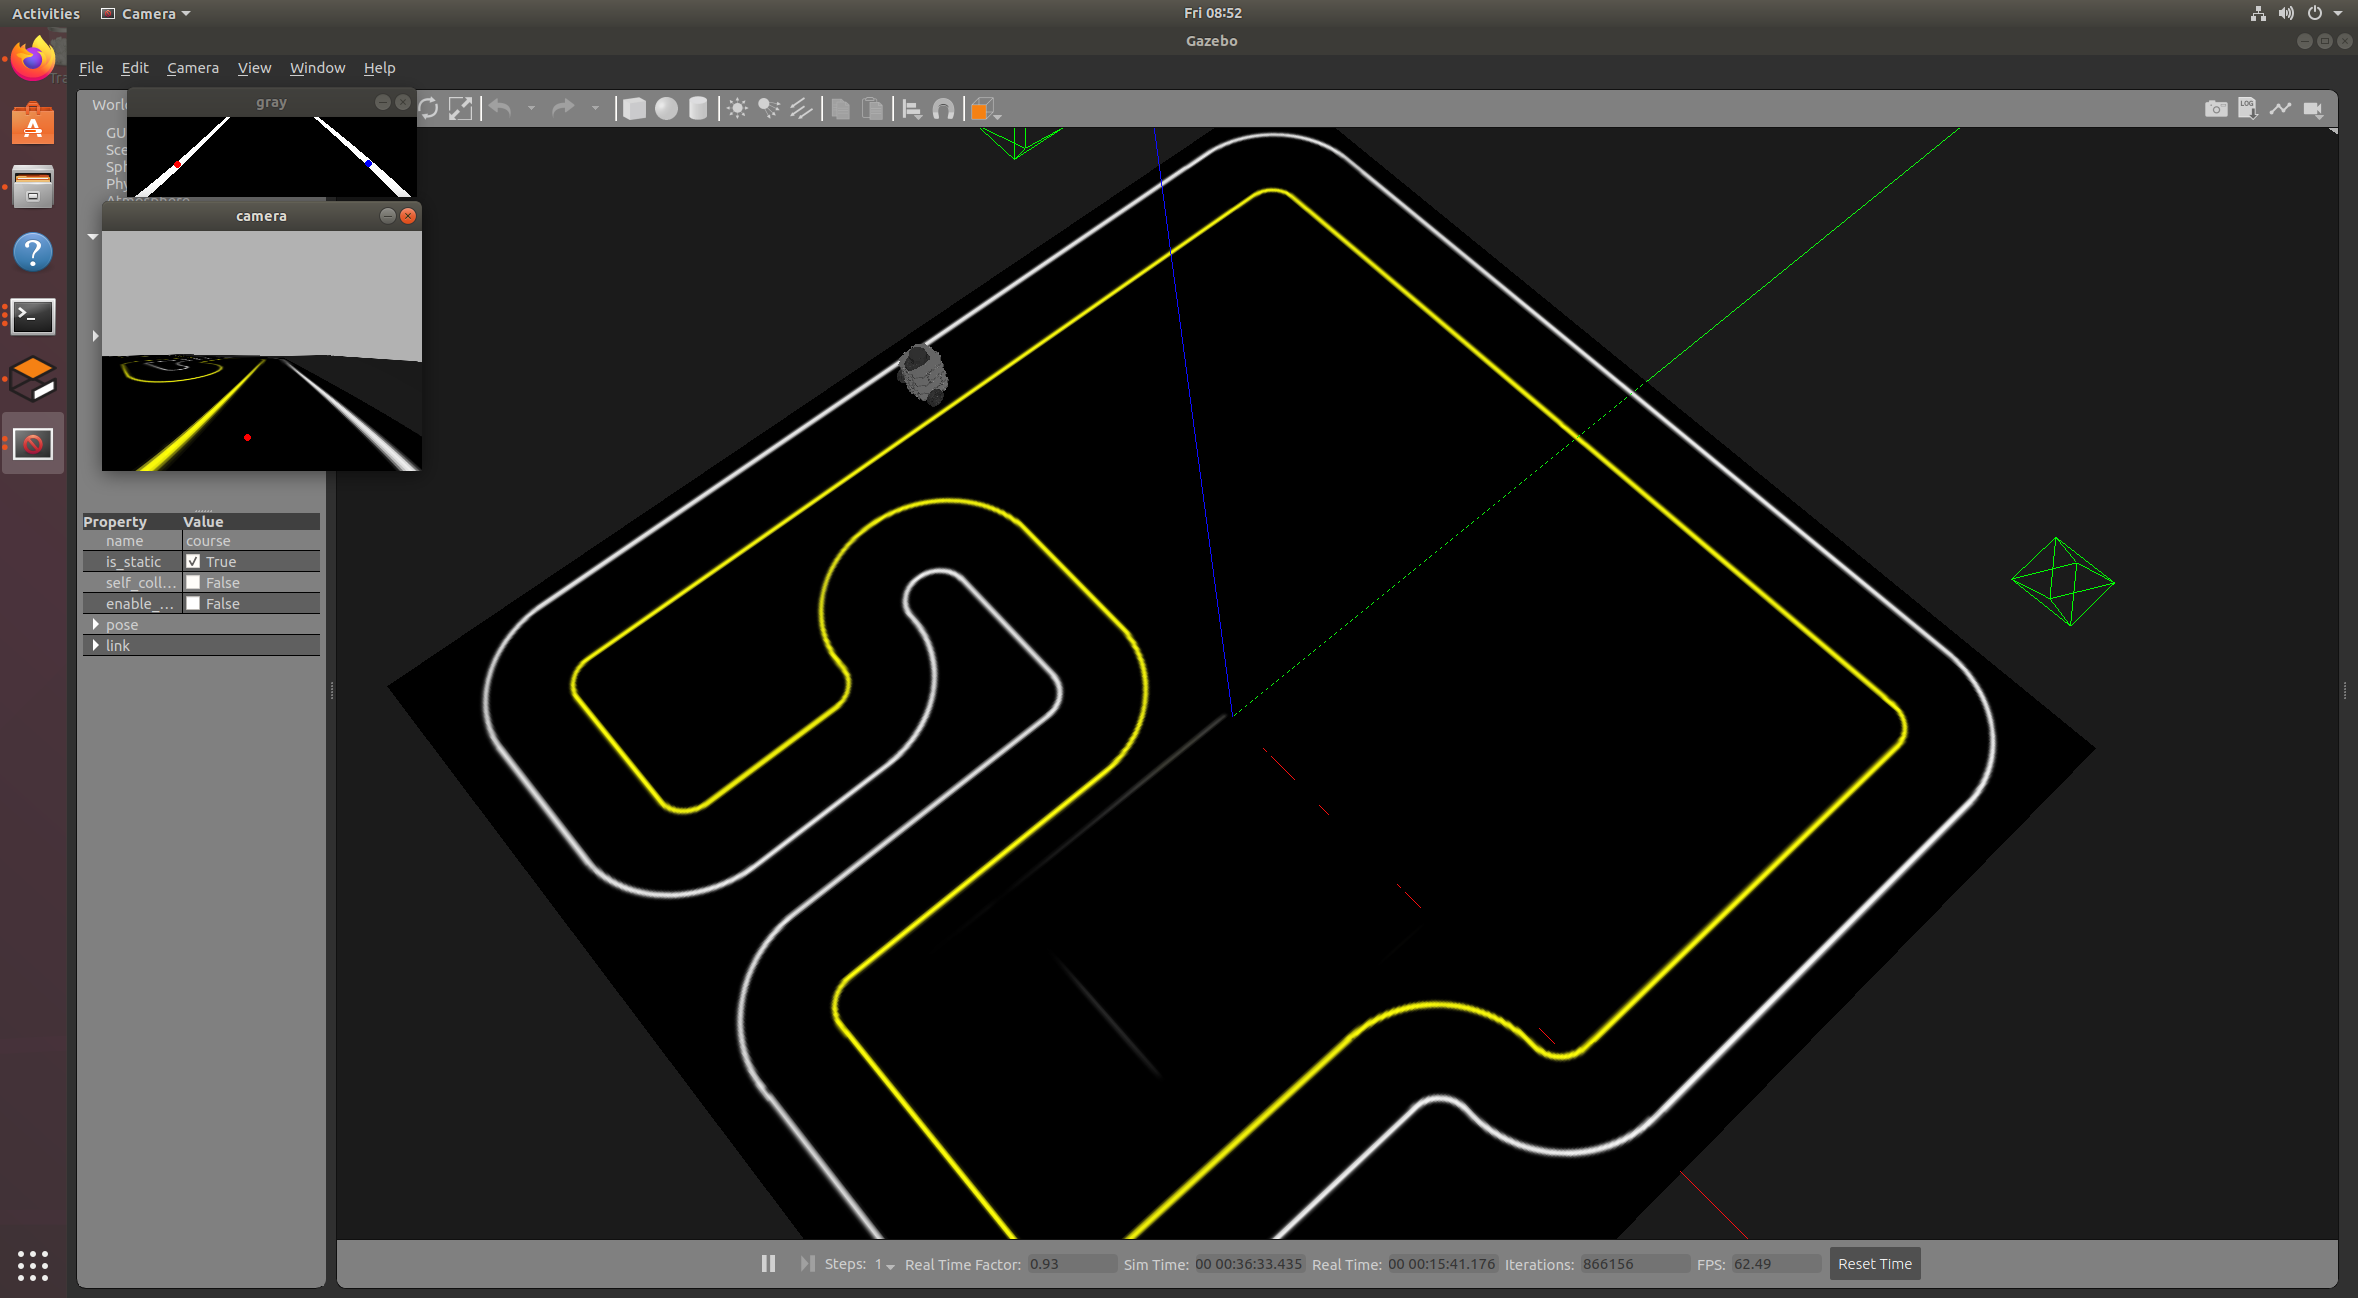 Activities Camera Fri 08:52
Gazebo
File Edit Camera View Window Help
gray
LOG
GU
Sce
Sph
Phy
camera
Property Value
name course
is_static True
self_coll... False
enable_... False
pose
link
Steps: 1 Real Time Factor: 0.93 Sim Time: 00 00:36:33.435 Real Time: 00 00:15:41.176 Iterations: 866156 FPS: 62.49 Reset Time